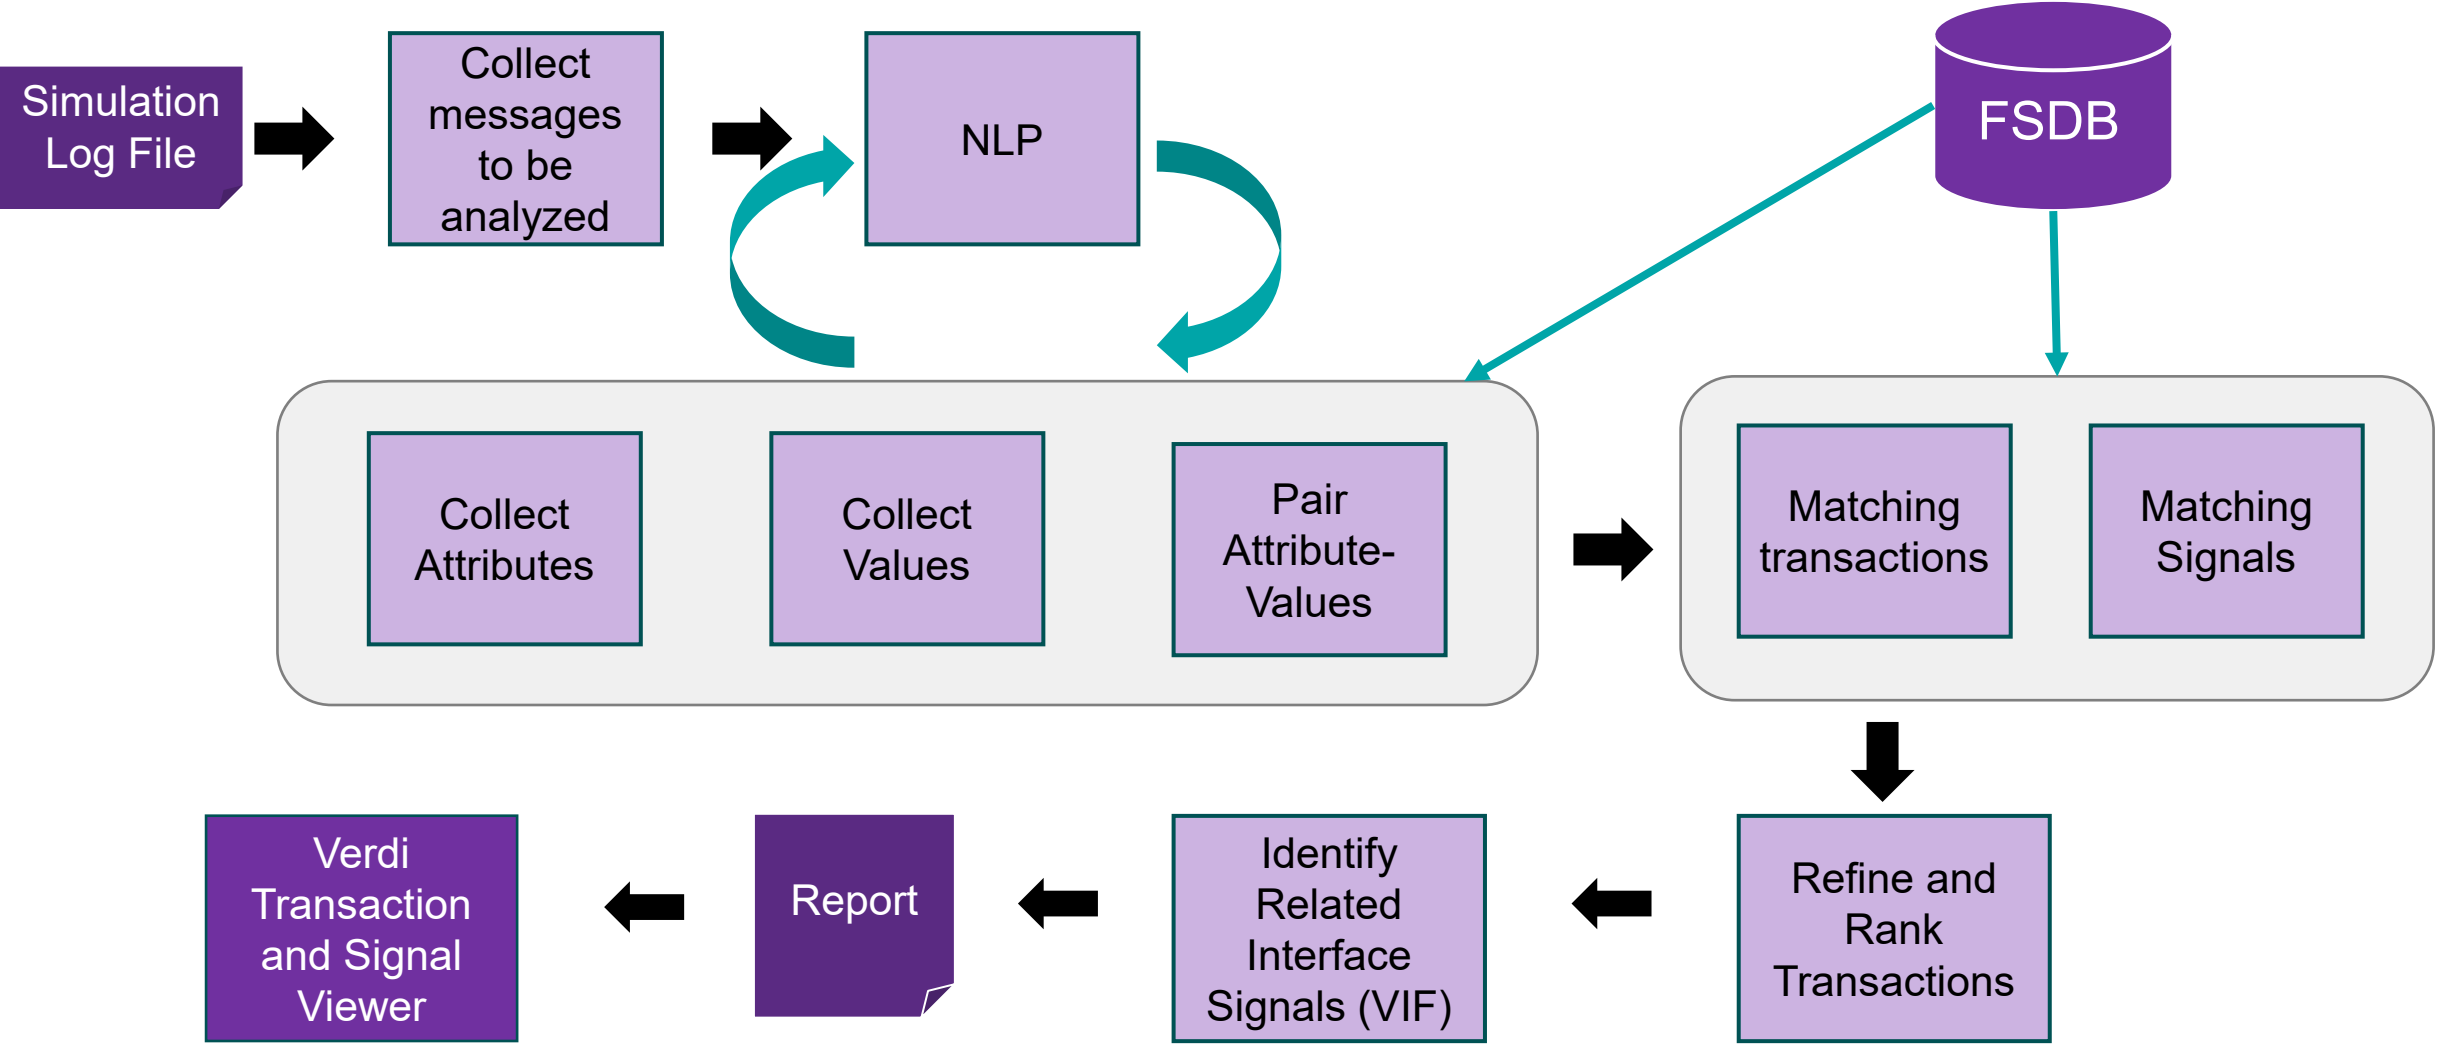 Simulation
Log File
Collect
messages
to be
analyzed
NLP
FSDB
Collect
Attributes
Collect
Values
Pair
Attribute-
Values
Matching
transactions
Matching
Signals
Verdi
Transaction
and Signal
Viewer
Report
Identify
Related
Interface
Signals (VIF)
Refine and
Rank
Transactions